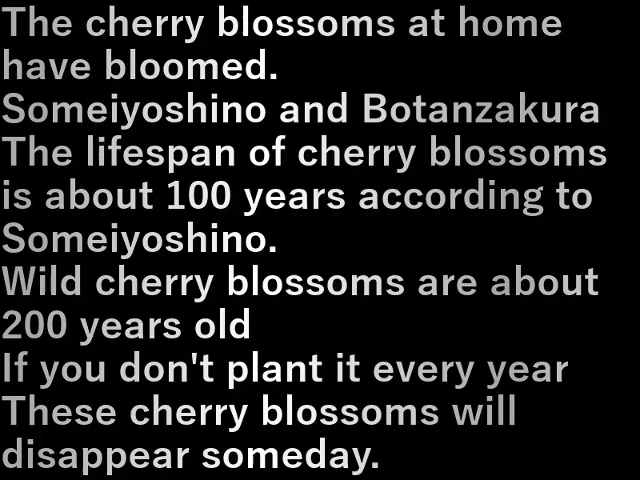 The cherry blossoms at home
have bloomed.
Someiyoshino and Botanzakura
The lifespan of cherry blossoms
is about 100 years according to
Someiyoshino.
Wild cherry blossoms are about
200 years old
If you don't plant it every year
These cherry blossoms will
disappear someday.